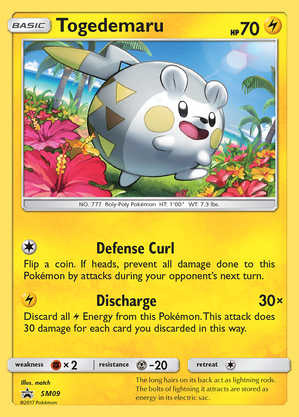 BASIC Togedemaru HP70
NO. 777 Roly-Poly Pokémon HT: 1'00" WT: 7.3 lbs.
Defense Curl
Flip a coin. If heads, prevent all damage done to this
Pokémon by attacks during your opponent's next turn.
Discharge 30×
Discard all Energy from this Pokémon. This attack does
30 damage for each card you discarded in this way.
weakness × 2 resistance -20 retreat
Illus. match
SM09
©2017 Pokémon
The long hairs on its back act as lightning rods.
The bolts of lightning it attracts are stored as
energy in its electric sac.